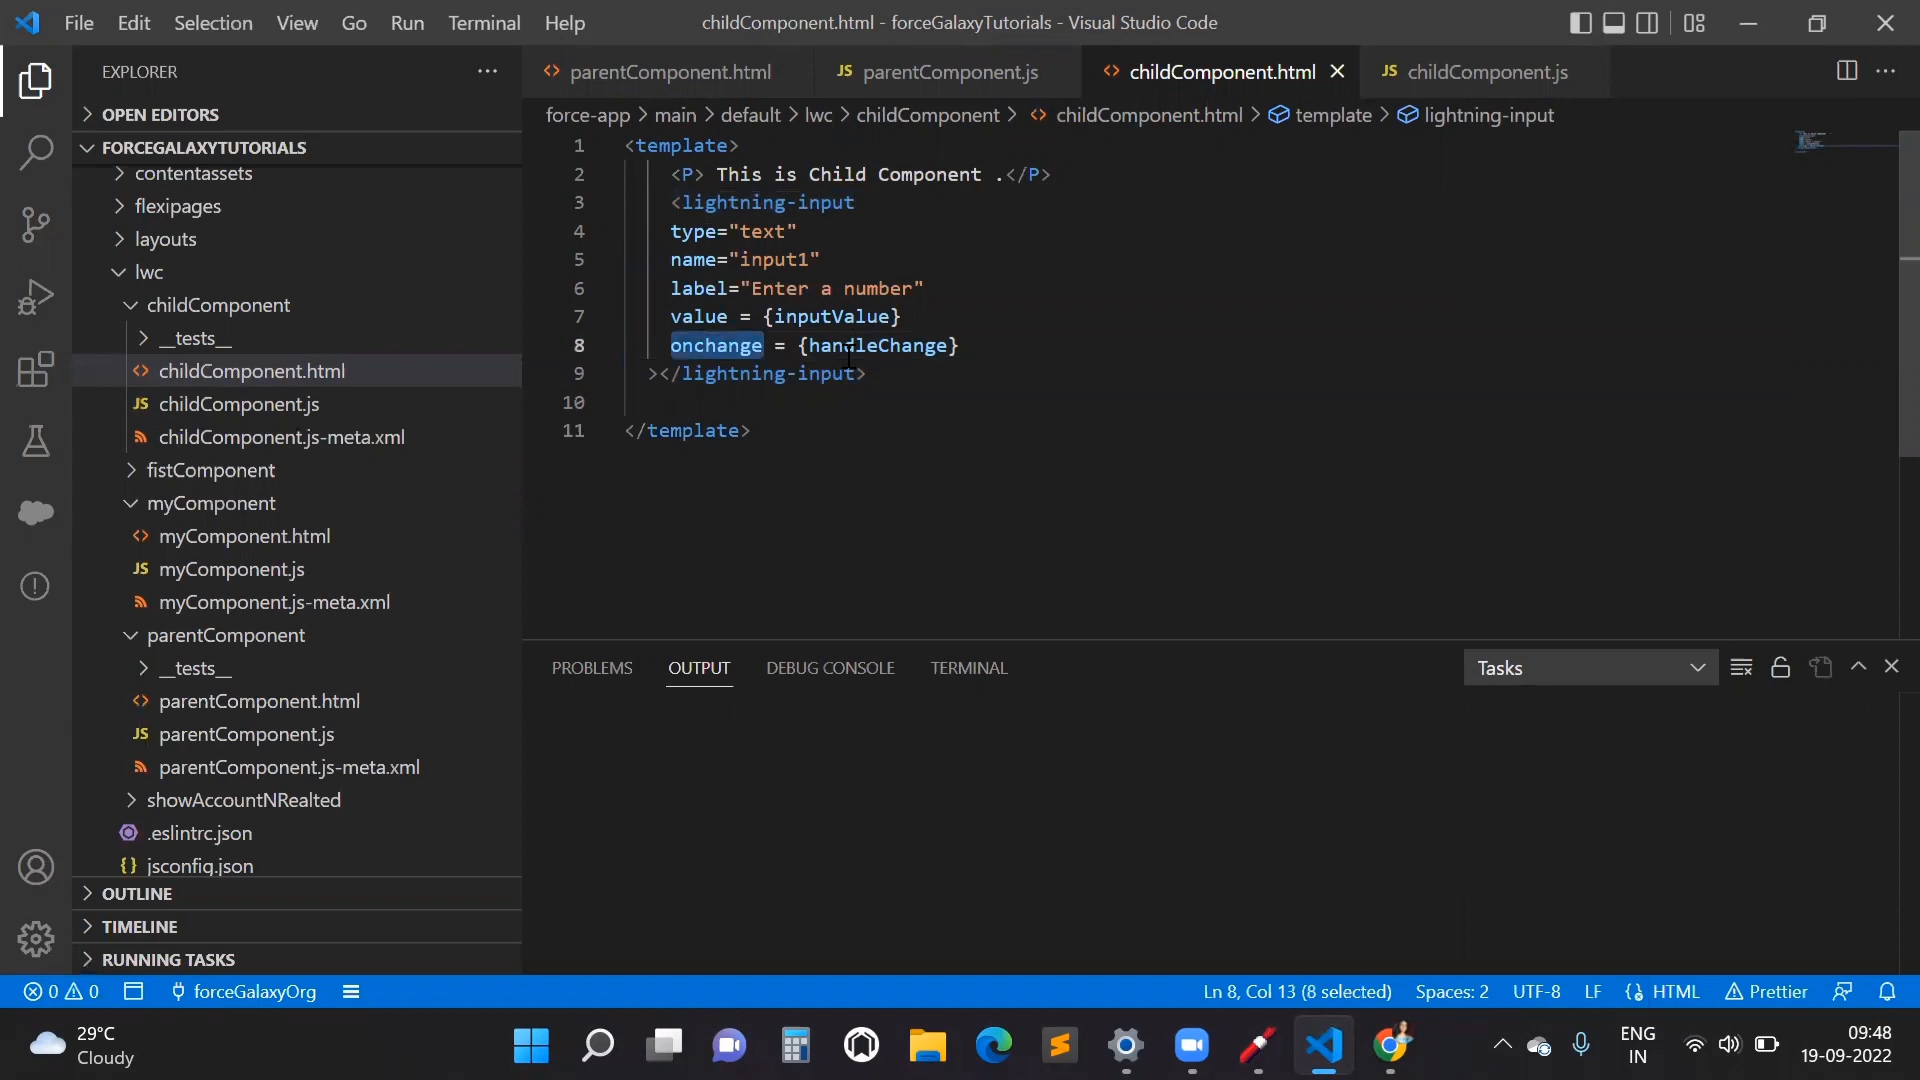 File Edit Selection View Go Run Terminal Help childComponent.html - forceGalaxyTutorials - Visual Studio Code
EXPLORER
OPEN EDITORS
FORCEGALAXYTUTORIALS
contentassets
flexipages
layouts
lwc
childComponent
__tests__
childComponent.html
childComponent.js
childComponent.js-meta.xml
fistComponent
myComponent
myComponent.html
myComponent.js
myComponent.js-meta.xml
parentComponent
__tests__
parentComponent.html
parentComponent.js
parentComponent.js-meta.xml
showAccountNRealted
.eslintrc.json
jsconfig.json
OUTLINE
TIMELINE
RUNNING TASKS
parentComponent.html JS parentComponent.js childComponent.html JS childComponent.js
force-app > main > default > lwc > childComponent > childComponent.html > template > lightning-input
1 <template>
2 <P> This is Child Component .</P>
3 <lightning-input
4 type="text"
5 name="input1"
6 label="Enter a number"
7 value = {inputValue}
8 onchange = {handleChange}
9 ></lightning-input>
10
11 </template>
PROBLEMS OUTPUT DEBUG CONSOLE TERMINAL Tasks
0 0 forceGalaxyOrg Ln 8, Col 13 (8 selected) Spaces: 2 UTF-8 LF HTML Prettier
29°C
Cloudy
ENG
IN
09:48
19-09-2022